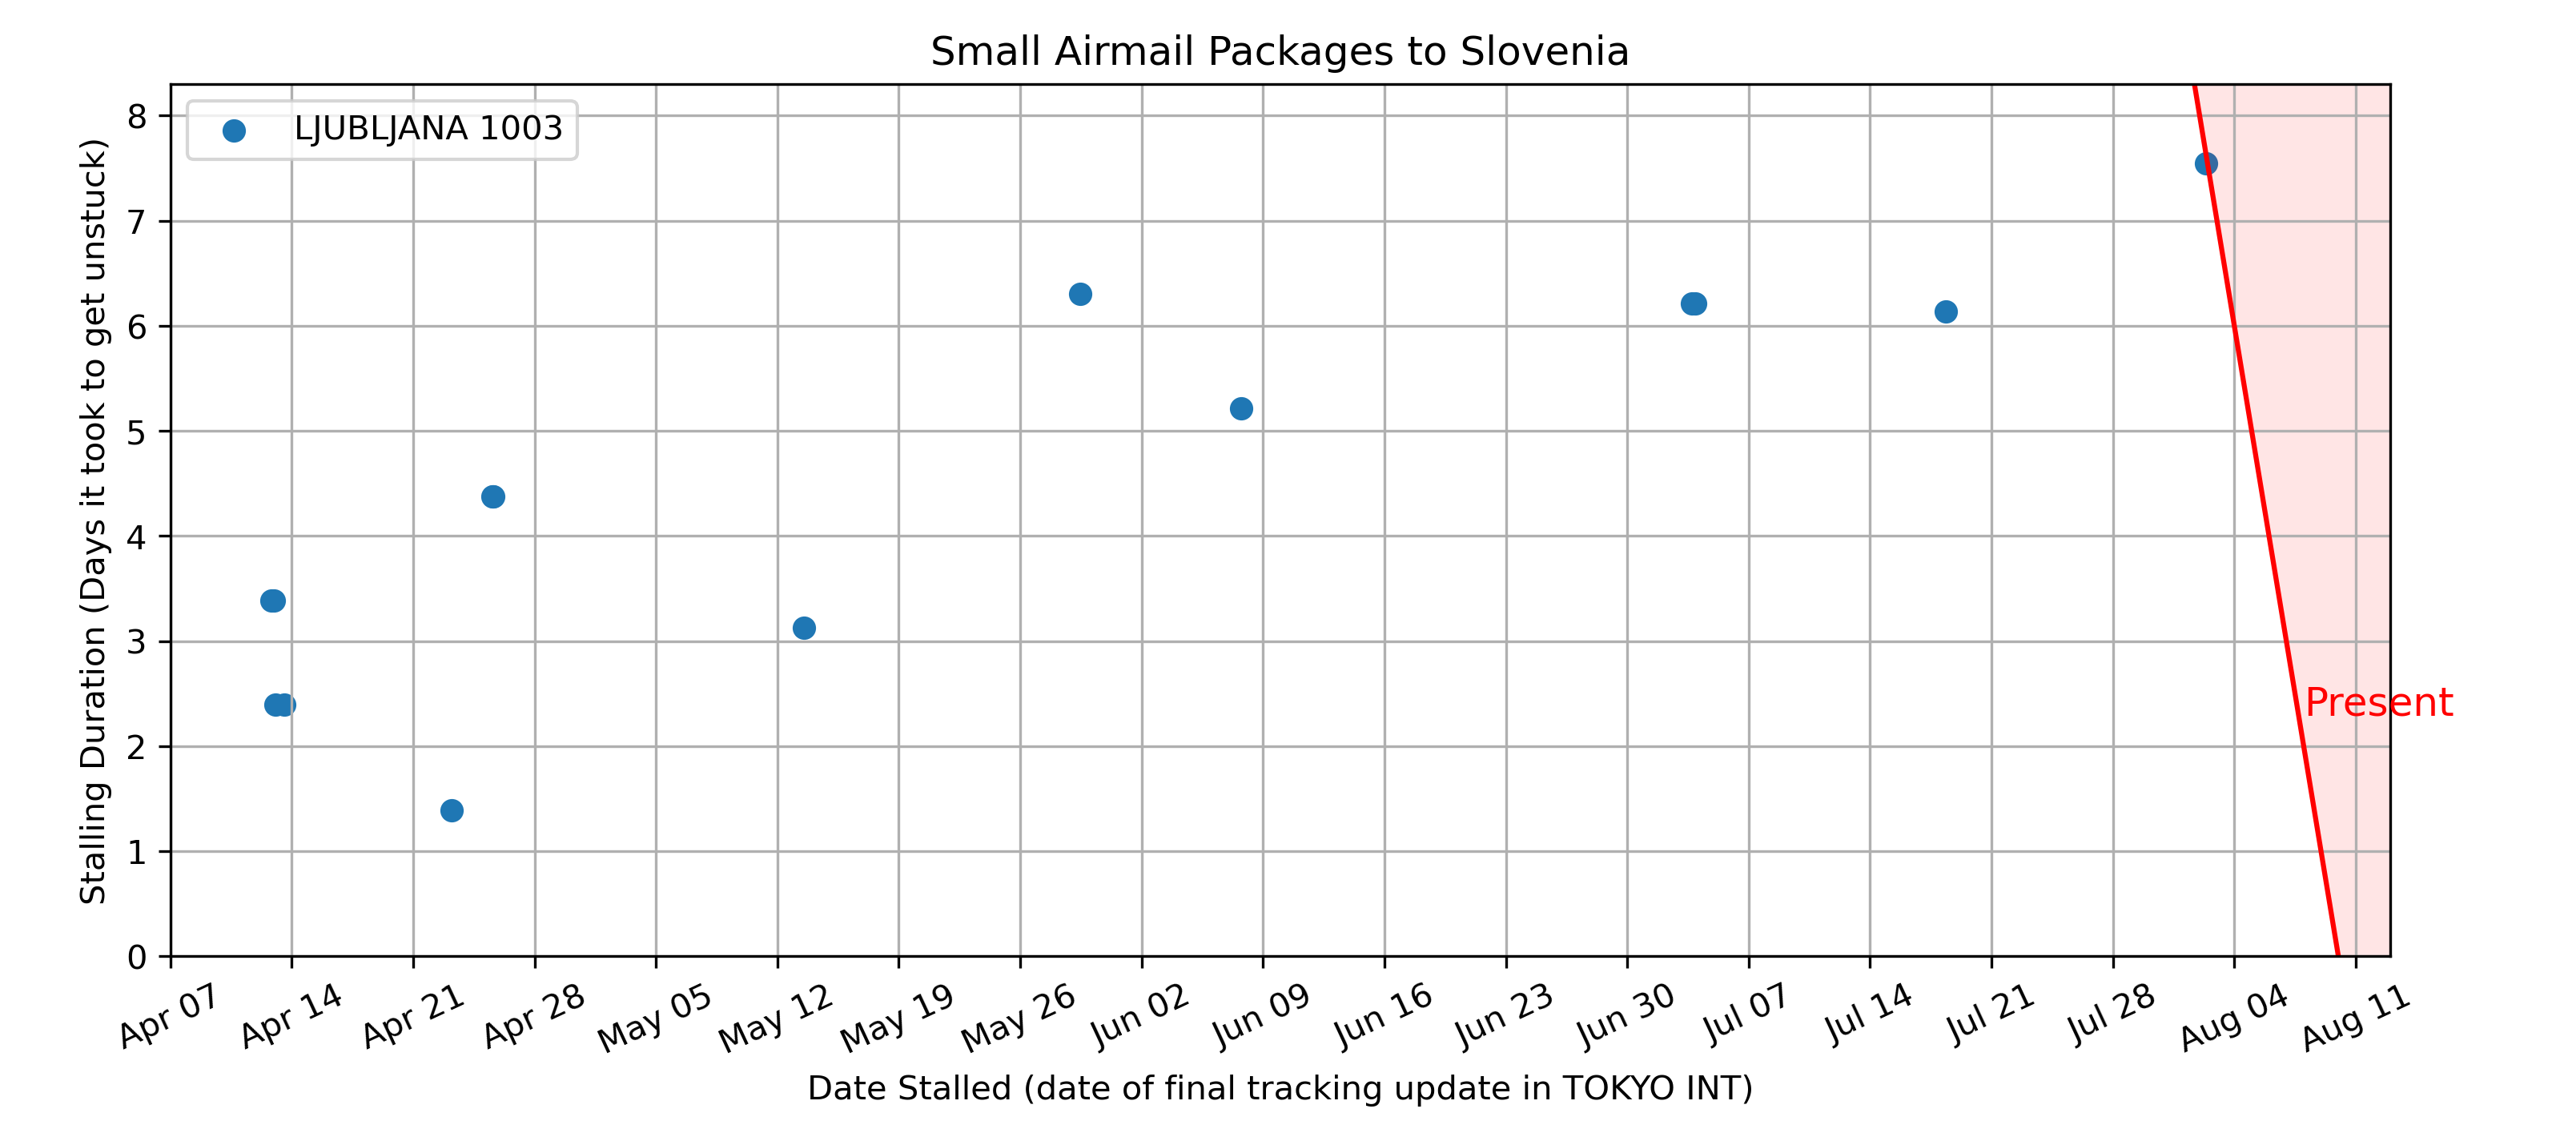 Small Airmail Packages to Slovenia
LJUBLJANA 1003
Stalling Duration (Days it took to get unstuck)
8
7
6
5
4
3
2
1
0
Present
Apr 07
Apr 14
Apr 21
Apr 28
May 05
May 12
May 19
May 26
Jun 02
Jun 09
Jun 16
Jun 23
Jun 30
Jul 07
Jul 14
Jul 21
Jul 28
Aug 04
Aug 11
Date Stalled (date of final tracking update in TOKYO INT)